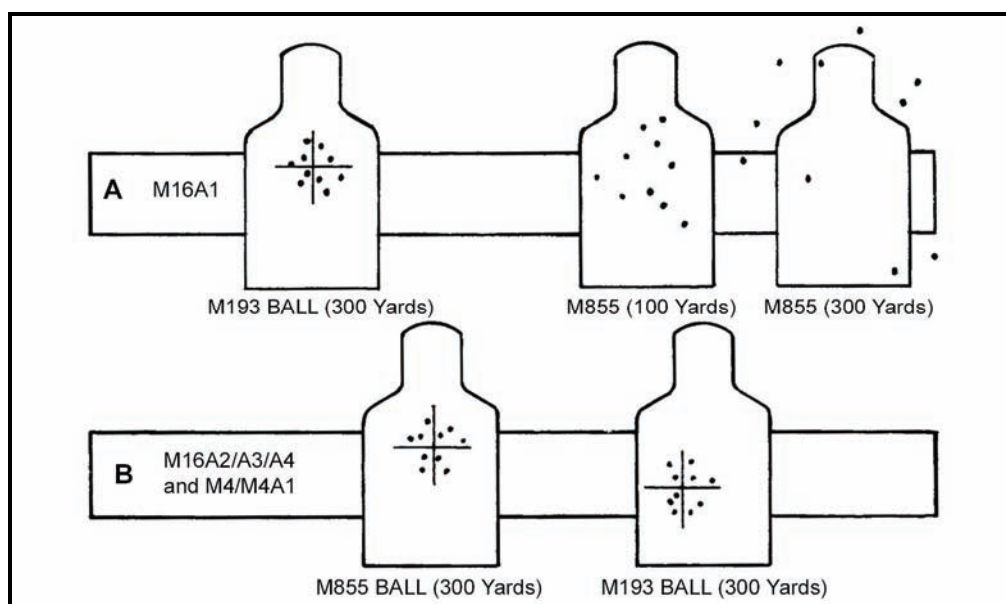 A M16A1
M193 BALL (300 Yards)
M855 (100 Yards)
M855 (300 Yards)
B
M16A2/A3/A4
and M4/M4A1
M855 BALL (300 Yards)
M193 BALL (300 Yards)